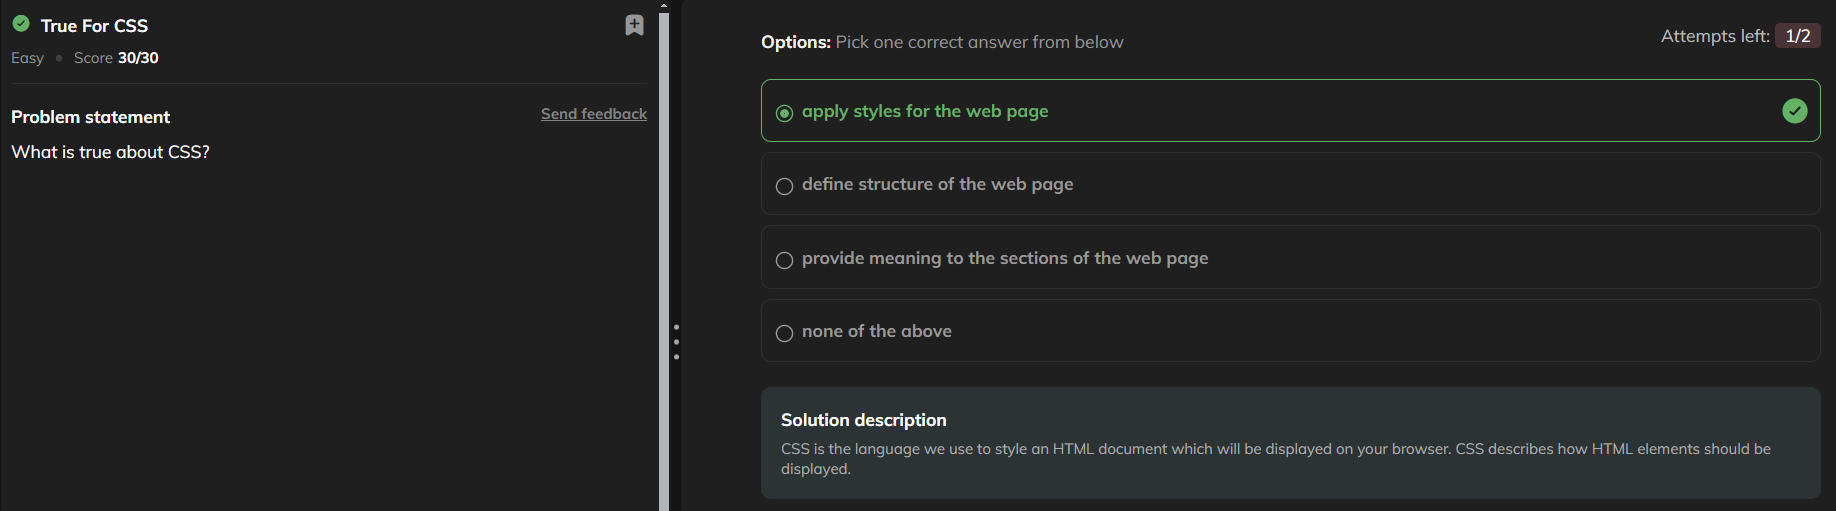 True For CSS
Easy Score 30/30
Problem statement
Send feedback
What is true about CSS?
Options: Pick one correct answer from below
Attempts left: 1/2
apply styles for the web page
define structure of the web page
provide meaning to the sections of the web page
none of the above
Solution description
CSS is the language we use to style an HTML document which will be displayed on your browser. CSS describes how HTML elements should be
displayed.